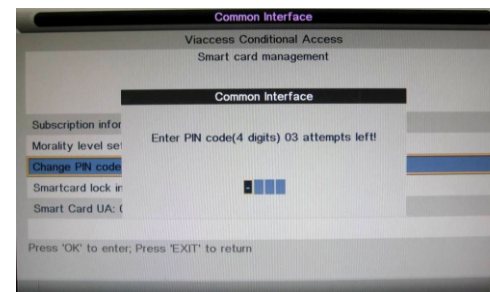 Common Interface
Viaccess Conditional Access
Smart card management
Common Interface
Subscription infor
Enter PIN code(4 digits) 03 attempts left!
Morality level set
Change PIN code
Smartcard lock in
Smart Card UA: (
Press 'OK' to enter; Press 'EXIT' to return